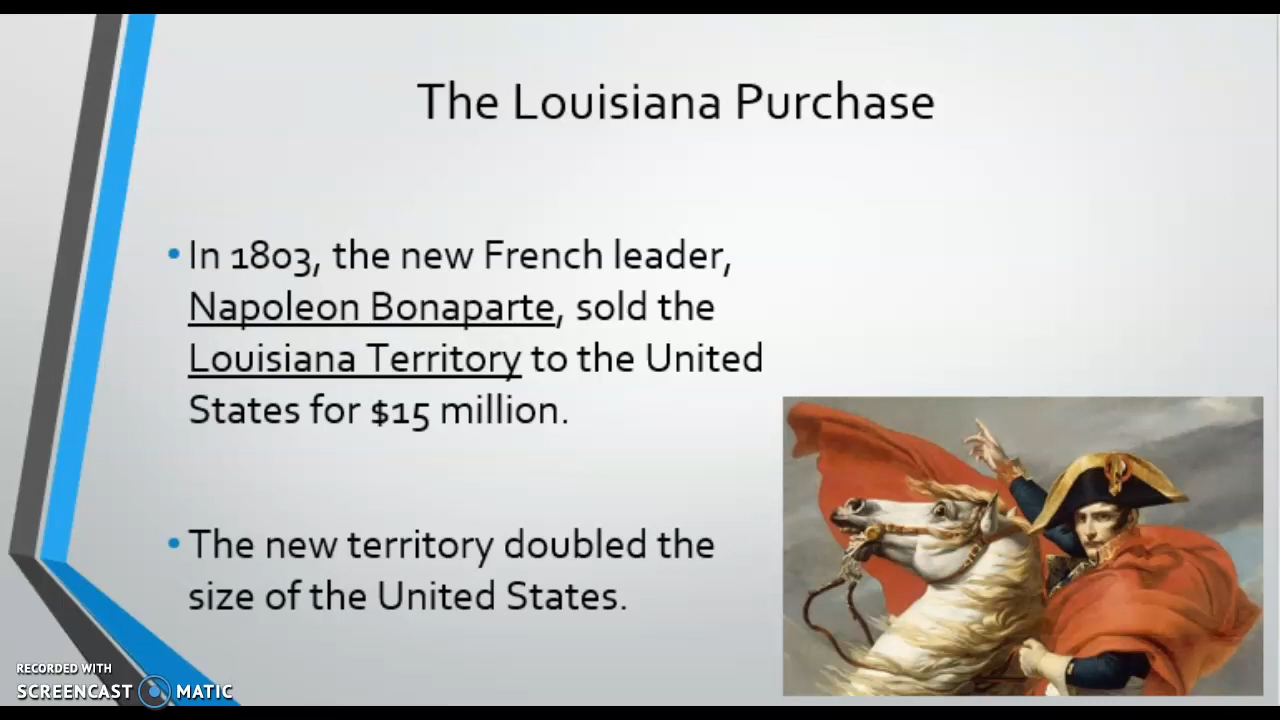 The Louisiana Purchase
• In 1803, the new French leader,
Napoleon Bonaparte, sold the
Louisiana Territory to the United
States for $15 million.
• The new territory doubled the
size of the United States.
RECORDED WITH
SCREENCAST MATIC